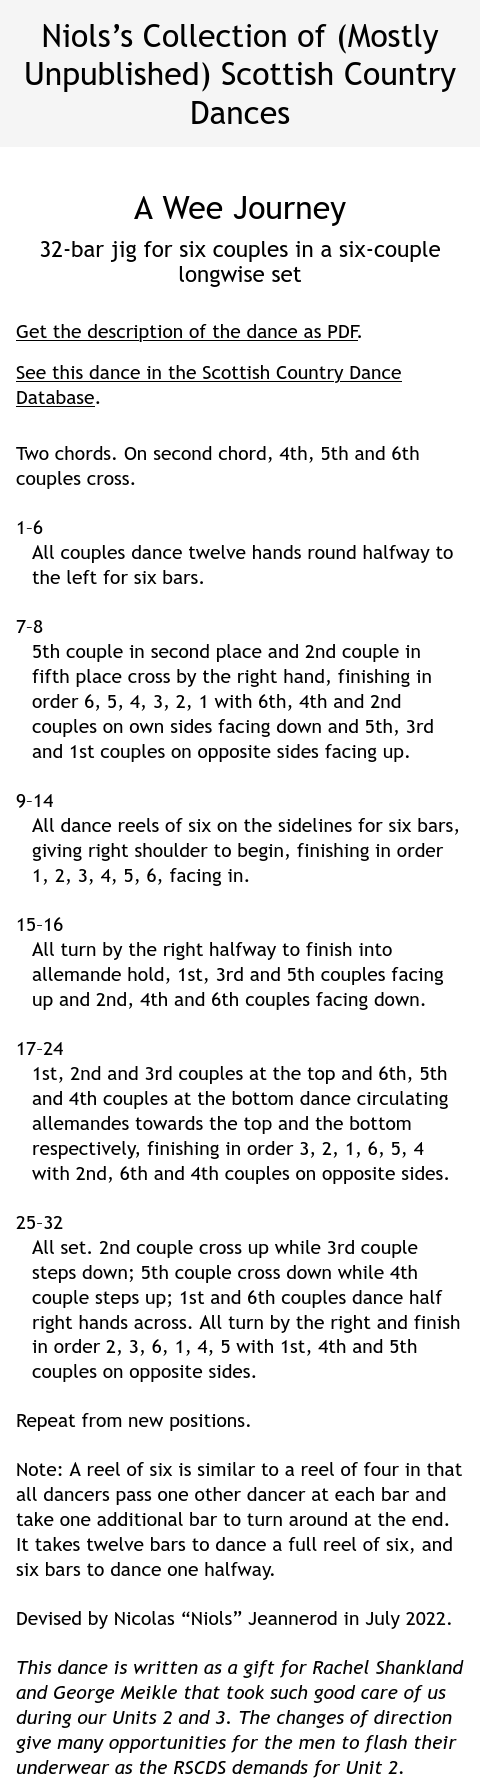 Niols’s Collection of (Mostly
Unpublished) Scottish Country
Dances
A Wee Journey
32-bar jig for six couples in a six-couple
longwise set
Get the description of the dance as PDF.
See this dance in the Scottish Country Dance
Database.
Two chords. On second chord, 4th, 5th and 6th
couples cross.
1–6
All couples dance twelve hands round halfway to
the left for six bars.
7–8
5th couple in second place and 2nd couple in
fifth place cross by the right hand, finishing in
order 6, 5, 4, 3, 2, 1 with 6th, 4th and 2nd
couples on own sides facing down and 5th, 3rd
and 1st couples on opposite sides facing up.
9–14
All dance reels of six on the sidelines for six bars,
giving right shoulder to begin, finishing in order
1, 2, 3, 4, 5, 6, facing in.
15–16
All turn by the right halfway to finish into
allemande hold, 1st, 3rd and 5th couples facing
up and 2nd, 4th and 6th couples facing down.
17–24
1st, 2nd and 3rd couples at the top and 6th, 5th
and 4th couples at the bottom dance circulating
allemandes towards the top and the bottom
respectively, finishing in order 3, 2, 1, 6, 5, 4
with 2nd, 6th and 4th couples on opposite sides.
25–32
All set. 2nd couple cross up while 3rd couple
steps down; 5th couple cross down while 4th
couple steps up; 1st and 6th couples dance half
right hands across. All turn by the right and finish
in order 2, 3, 6, 1, 4, 5 with 1st, 4th and 5th
couples on opposite sides.
Repeat from new positions.
Note: A reel of six is similar to a reel of four in that
all dancers pass one other dancer at each bar and
take one additional bar to turn around at the end.
It takes twelve bars to dance a full reel of six, and
six bars to dance one halfway.
Devised by Nicolas “Niols” Jeannerod in July 2022.
This dance is written as a gift for Rachel Shankland
and George Meikle that took such good care of us
during our Units 2 and 3. The changes of direction
give many opportunities for the men to flash their
underwear as the RSCDS demands for Unit 2.